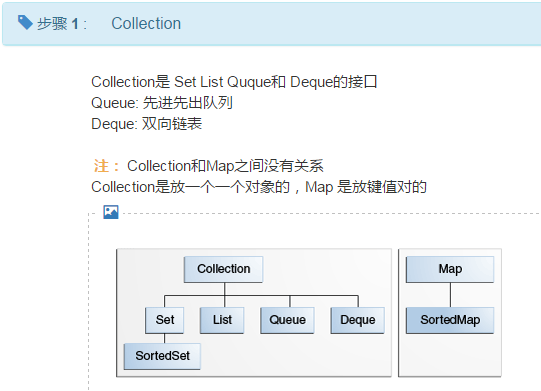 步骤 1 : Collection
Collection是 Set List Quque和 Deque的接口
Queue: 先进先出队列
Deque: 双向链表
注： Collection和Map之间没有关系
Collection是放一个一个对象的，Map 是放键值对的
Collection
Map
Set
List
Queue
Deque
SortedMap
SortedSet